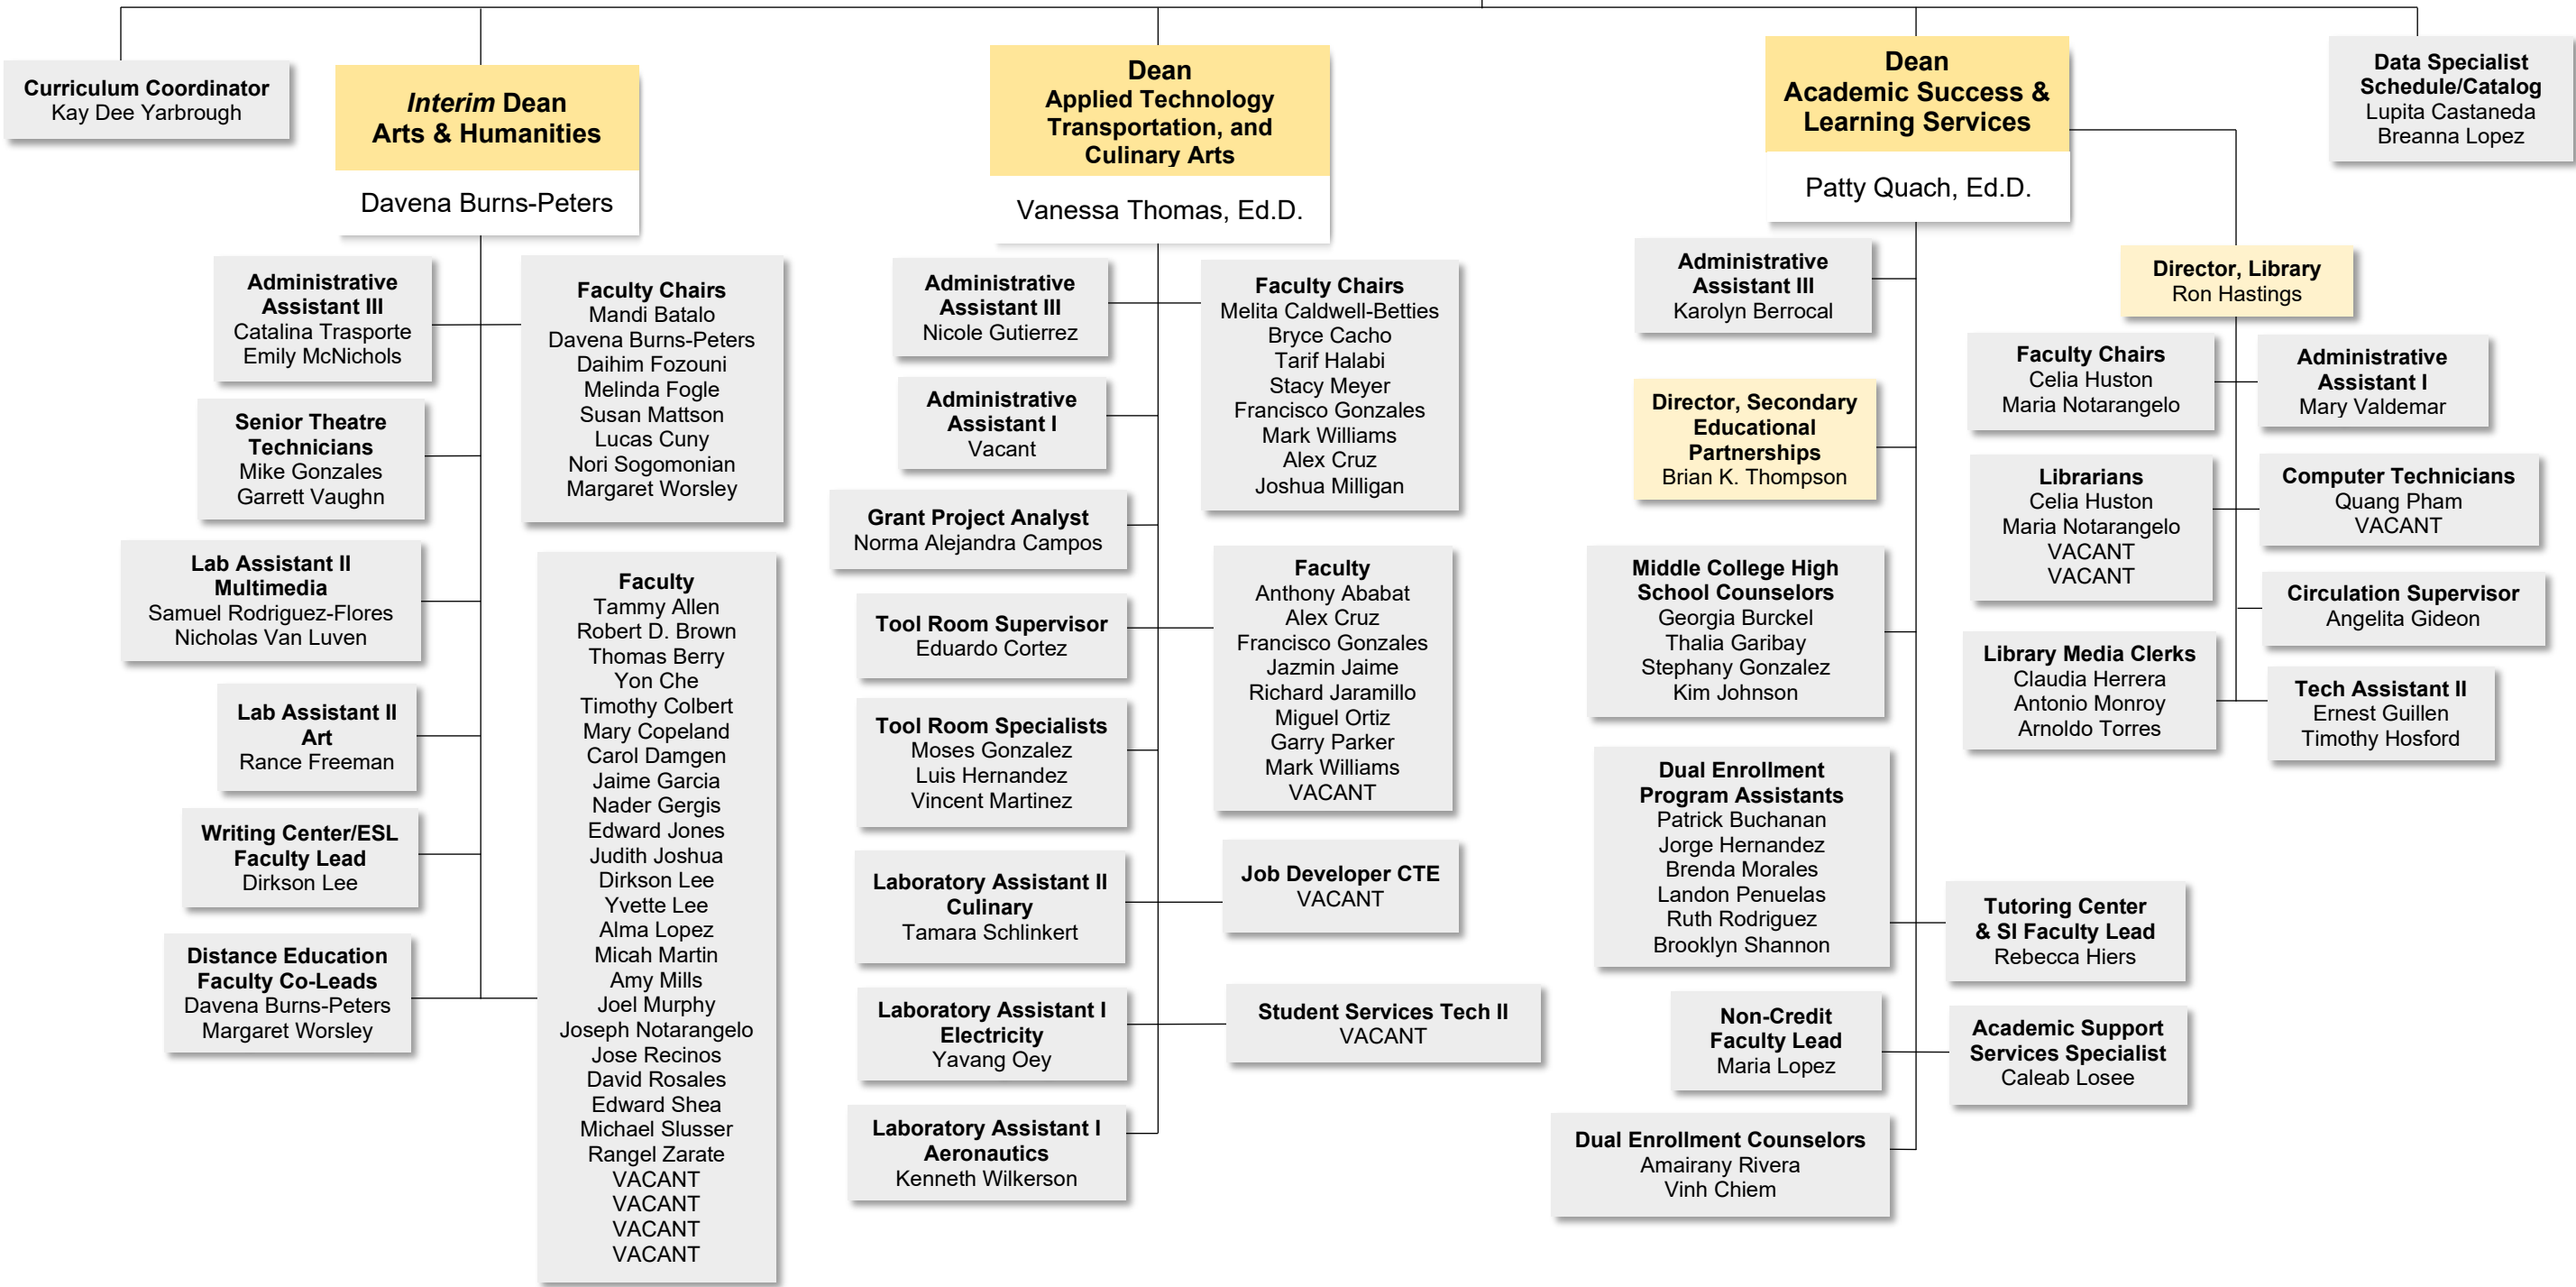 Curriculum Coordinator
Kay Dee Yarbrough
Interim Dean
Arts & Humanities
Davena Burns-Peters
Administrative
Assistant III
Catalina Trasporte
Emily McNichols
Senior Theatre
Technicians
Mike Gonzales
Garrett Vaughn
Lab Assistant II
Multimedia
Samuel Rodriguez-Flores
Nicholas Van Luven
Lab Assistant II
Art
Rance Freeman
Writing Center/ESL
Faculty Lead
Dirkson Lee
Distance Education
Faculty Co-Leads
Davena Burns-Peters
Margaret Worsley
Faculty Chairs
Mandi Batalo
Davena Burns-Peters
Daihim Fozouni
Melinda Fogle
Susan Mattson
Lucas Cuny
Nori Sogomonian
Margaret Worsley
Faculty
Tammy Allen
Robert D. Brown
Thomas Berry
Yon Che
Timothy Colbert
Mary Copeland
Carol Damgen
Jaime Garcia
Nader Gergis
Edward Jones
Judith Joshua
Dirkson Lee
Yvette Lee
Alma Lopez
Micah Martin
Amy Mills
Joel Murphy
Joseph Notarangelo
Jose Recinos
David Rosales
Edward Shea
Michael Slusser
Rangel Zarate
VACANT
VACANT
VACANT
VACANT
Dean
Applied Technology
Transportation, and
Culinary Arts
Vanessa Thomas, Ed.D.
Administrative
Assistant III
Nicole Gutierrez
Administrative
Assistant I
Vacant
Grant Project Analyst
Norma Alejandra Campos
Tool Room Supervisor
Eduardo Cortez
Tool Room Specialists
Moses Gonzalez
Luis Hernandez
Vincent Martinez
Laboratory Assistant II
Culinary
Tamara Schlinkert
Laboratory Assistant I
Electricity
Yavang Oey
Laboratory Assistant I
Aeronautics
Kenneth Wilkerson
Faculty Chairs
Melita Caldwell-Betties
Bryce Cacho
Tarif Halabi
Stacy Meyer
Francisco Gonzales
Mark Williams
Alex Cruz
Joshua Milligan
Faculty
Anthony Ababat
Alex Cruz
Francisco Gonzales
Jazmin Jaime
Richard Jaramillo
Miguel Ortiz
Garry Parker
Mark Williams
VACANT
Job Developer CTE
VACANT
Student Services Tech II
VACANT
Dean
Academic Success &
Learning Services
Patty Quach, Ed.D.
Administrative
Assistant III
Karolyn Berrocal
Director, Secondary
Educational
Partnerships
Brian K. Thompson
Middle College High
School Counselors
Georgia Burckel
Thalia Garibay
Stephany Gonzalez
Kim Johnson
Dual Enrollment
Program Assistants
Patrick Buchanan
Jorge Hernandez
Brenda Morales
Landon Penuelas
Ruth Rodriguez
Brooklyn Shannon
Non-Credit
Faculty Lead
Maria Lopez
Dual Enrollment Counselors
Amairany Rivera
Vinh Chiem
Tutoring Center
& SI Faculty Lead
Rebecca Hiers
Academic Support
Services Specialist
Caleab Losee
Director, Library
Ron Hastings
Faculty Chairs
Celia Huston
Maria Notarangelo
Librarians
Celia Huston
Maria Notarangelo
VACANT
VACANT
Library Media Clerks
Claudia Herrera
Antonio Monroy
Arnoldo Torres
Administrative
Assistant I
Mary Valdemar
Computer Technicians
Quang Pham
VACANT
Circulation Supervisor
Angelita Gideon
Tech Assistant II
Ernest Guillen
Timothy Hosford
Data Specialist
Schedule/Catalog
Lupita Castaneda
Breanna Lopez